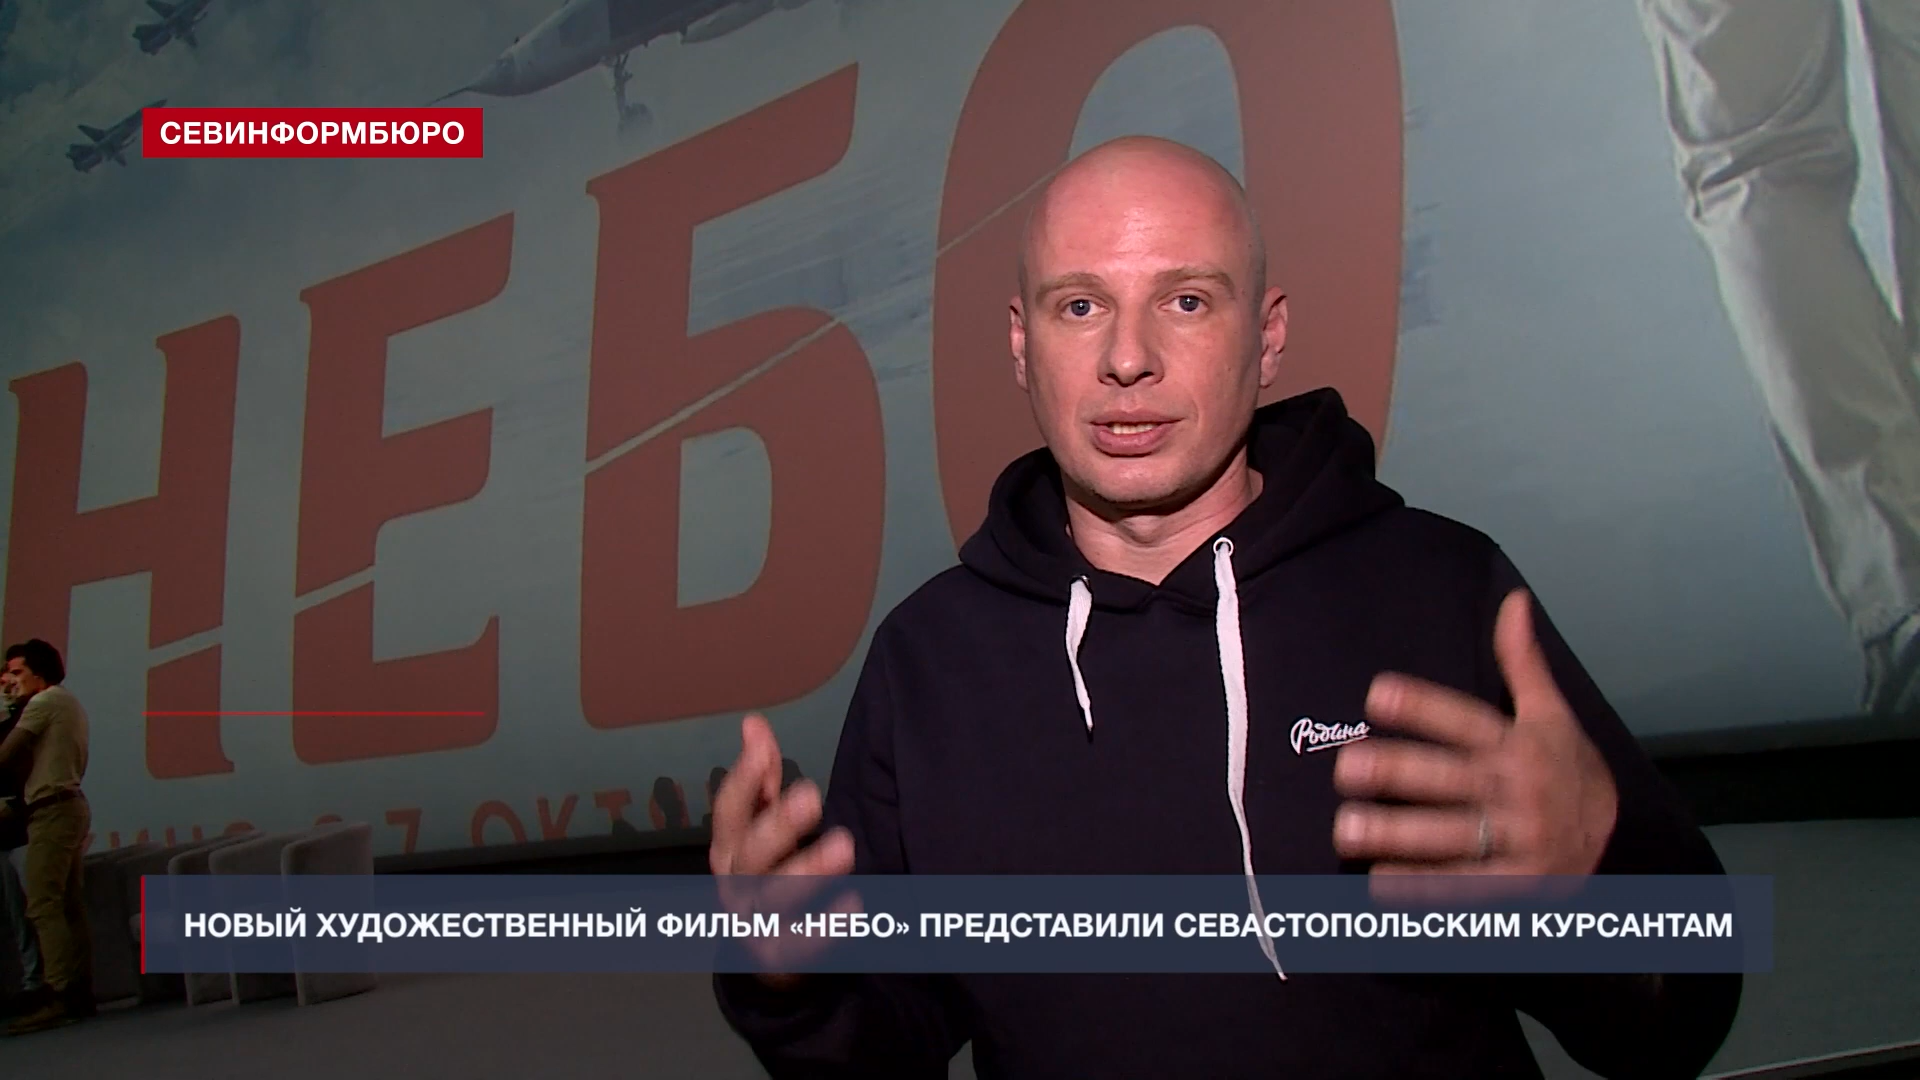 СЕВИНФОРМБЮРО
НЕБО
Родина
НОВЫЙ ХУДОЖЕСТВЕННЫЙ ФИЛЬМ «НЕБО» ПРЕДСТАВИЛИ СЕВАСТОПОЛЬСКИМ КУРСАНТАМ